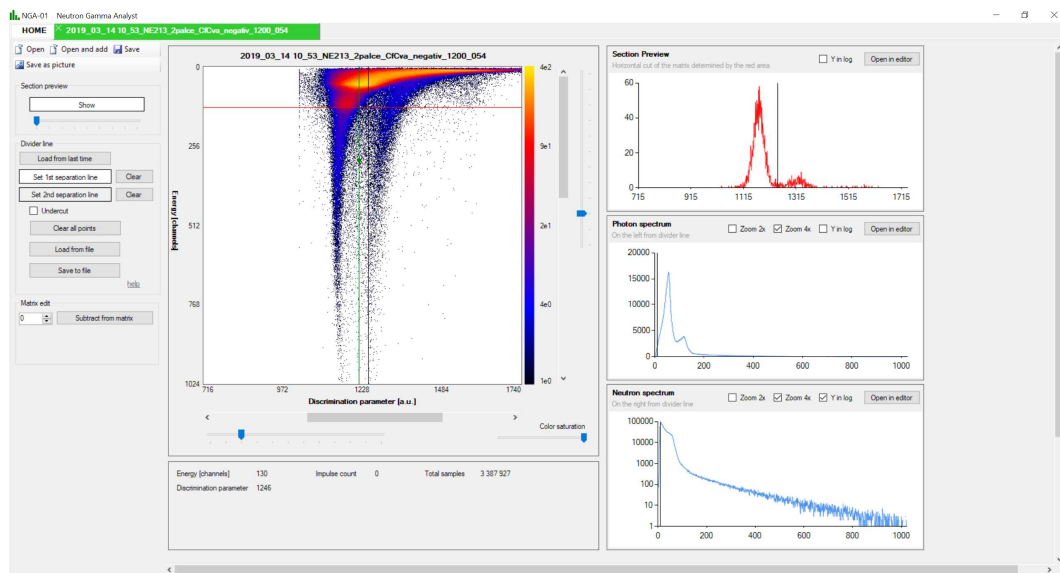 NGA-01 Neutron Gamma Analyst
HOME 2019_03_14 10_53_NE213_2palce_CfCva_negativ_1200_054
Open Open and add Save
Save as picture
Section preview
Show
Divider line
Load from last time
Set 1st separation line Clear
Set 2nd separation line Clear
Undercut
Clear all points
Load from file
Save to file
help
Matrix edit
0 Subtract from matrix
2019_03_14 10_53_NE213_2palce_CfCva_negativ_1200_054
0
256
512
768
1024
Energy [channels]
716 972 1228 1484 1740
Discrimination parameter [a.u.]
4e2
9e1
2e1
4e0
1e0
Color saturation
Energy [channels] 130 Impulse count 0 Total samples 3 387 927
Discrimination parameter 1246
Section Preview Y in log Open in editor
Horizontal cut of the matrix determined by the red area
60
40
20
0
715 915 1115 1315 1515 1715
Photon spectrum Zoom 2x Zoom 4x Y in log Open in editor
On the left from divider line
20000
15000
10000
5000
0
0 200 400 600 800 1000
Neutron spectrum Zoom 2x Zoom 4x Y in log Open in editor
On the right from divider line
100000
10000
1000
100
10
1
0 200 400 600 800 1000